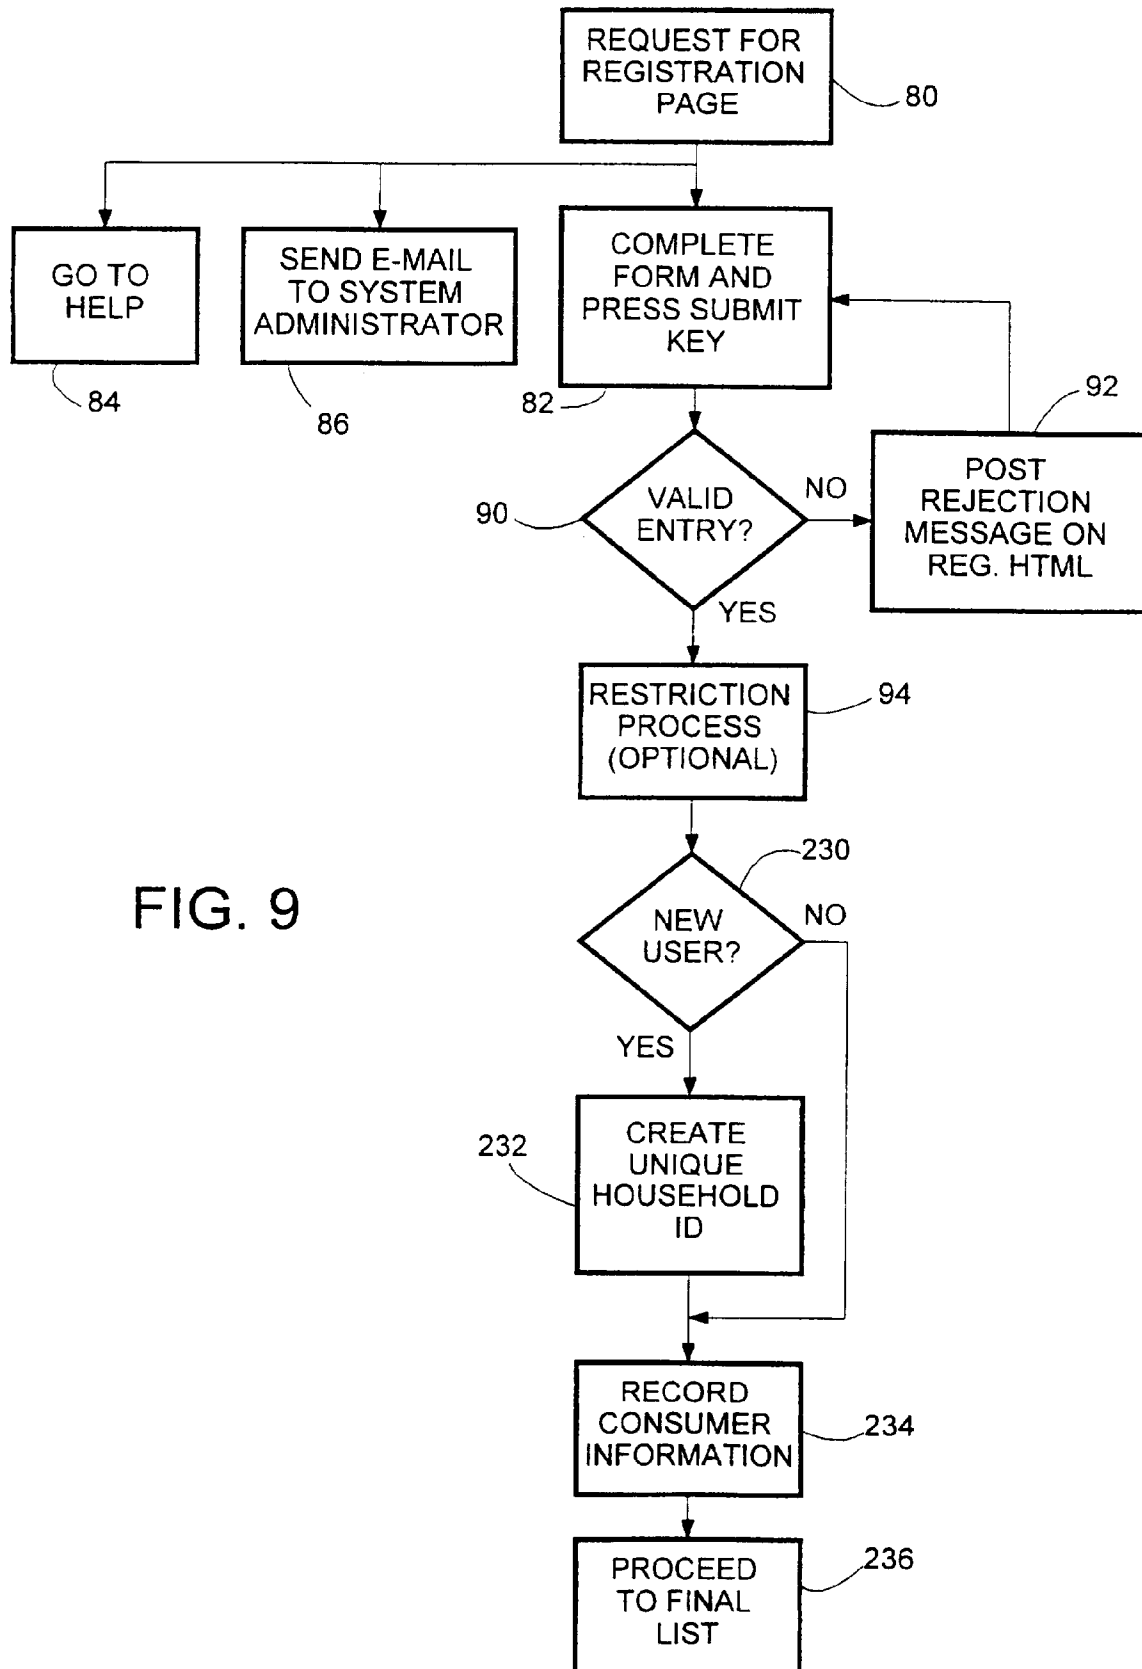 REQUEST FOR
REGISTRATION
PAGE
80
GO TO
HELP
84
SEND E-MAIL
TO SYSTEM
ADMINISTRATOR
86
COMPLETE
FORM AND
PRESS SUBMIT
KEY
82
92
VALID
ENTRY?
90
NO
POST
REJECTION
MESSAGE ON
REG. HTML
YES
RESTRICTION
PROCESS
(OPTIONAL)
94
FIG. 9
230
NEW
USER?
NO
YES
232
CREATE
UNIQUE
HOUSEHOLD
ID
RECORD
CONSUMER
INFORMATION
234
PROCEED
TO FINAL
LIST
236